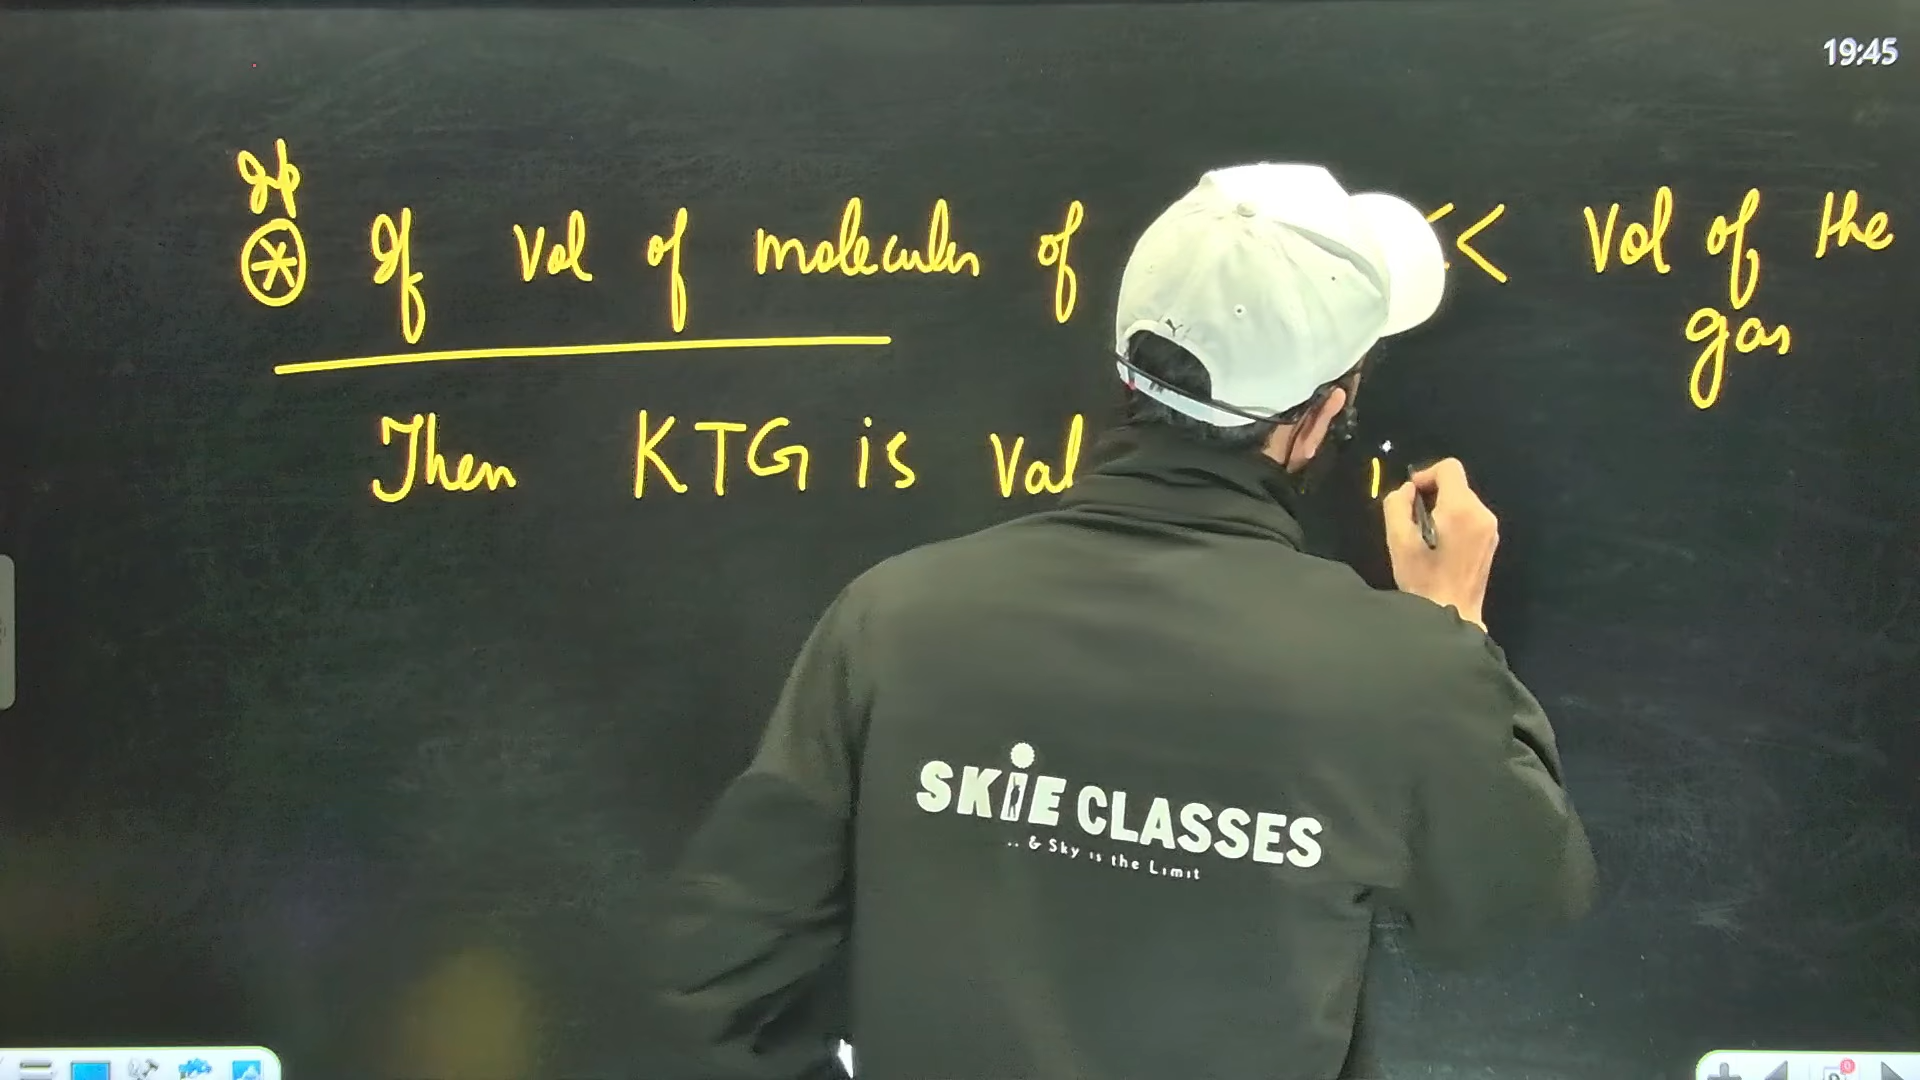 19:45
Imp
If Vol of molecules of << Vol of the
gas
Then KTG is Val
SKIE CLASSES
.. & Sky is the Limit